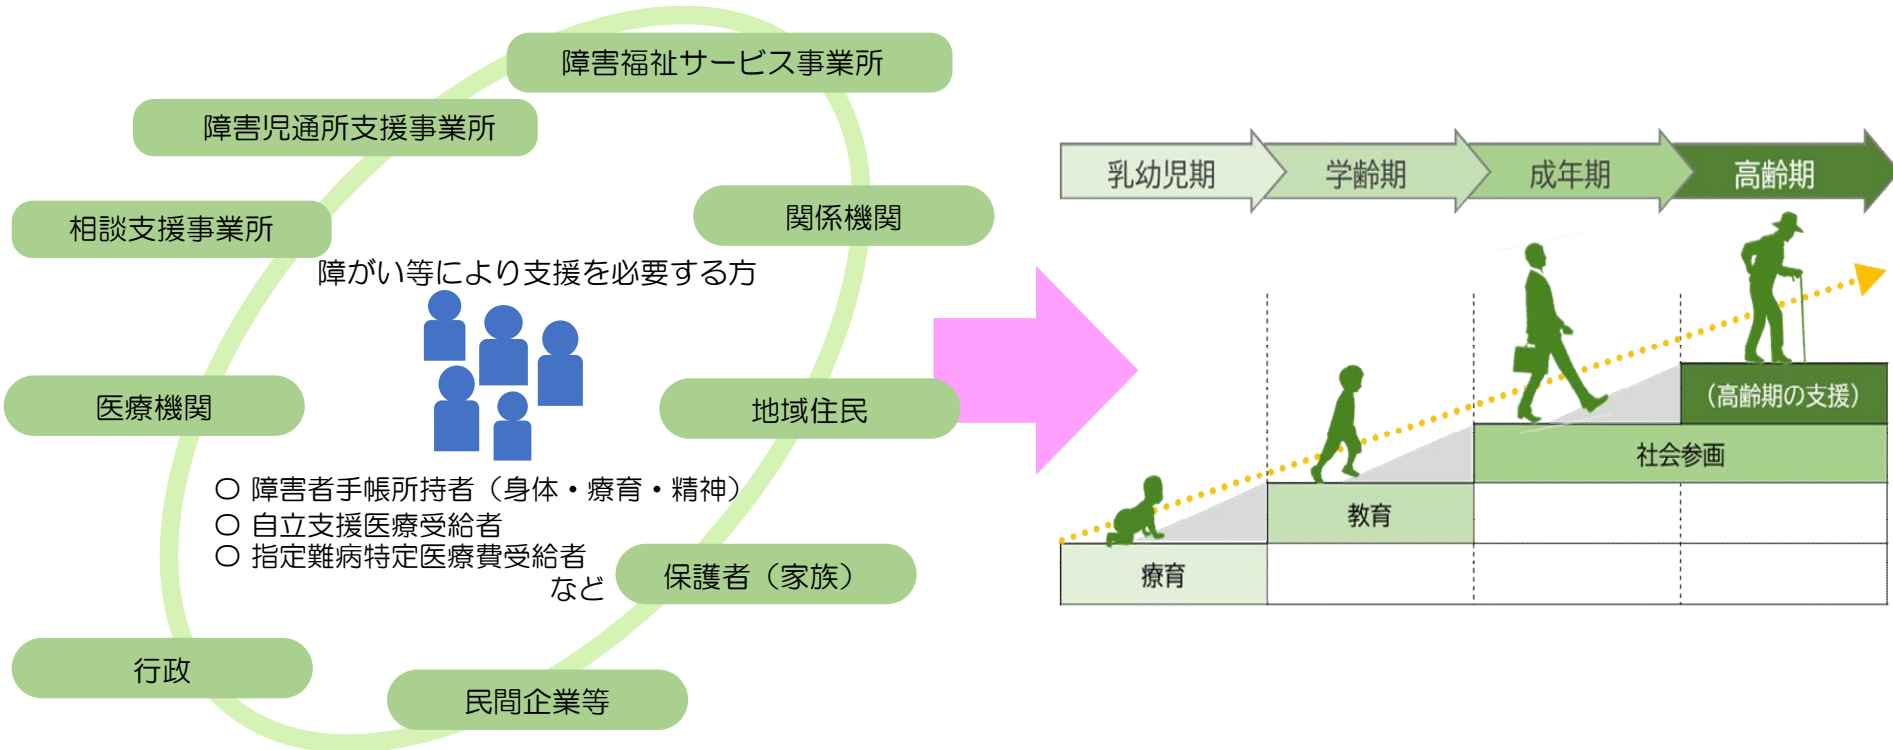 障害福祉サービス事業所
障害児通所支援事業所
相談支援事業所
関係機関
障がい等により支援を必要する方
医療機関
地域住民
〇 障害者手帳所持者（身体・療育・精神）
〇 自立支援医療受給者
〇 指定難病特定医療費受給者
など
保護者（家族）
行政
民間企業等
乳幼児期
学齢期
成年期
高齢期
（高齢期の支援）
社会参画
教育
療育